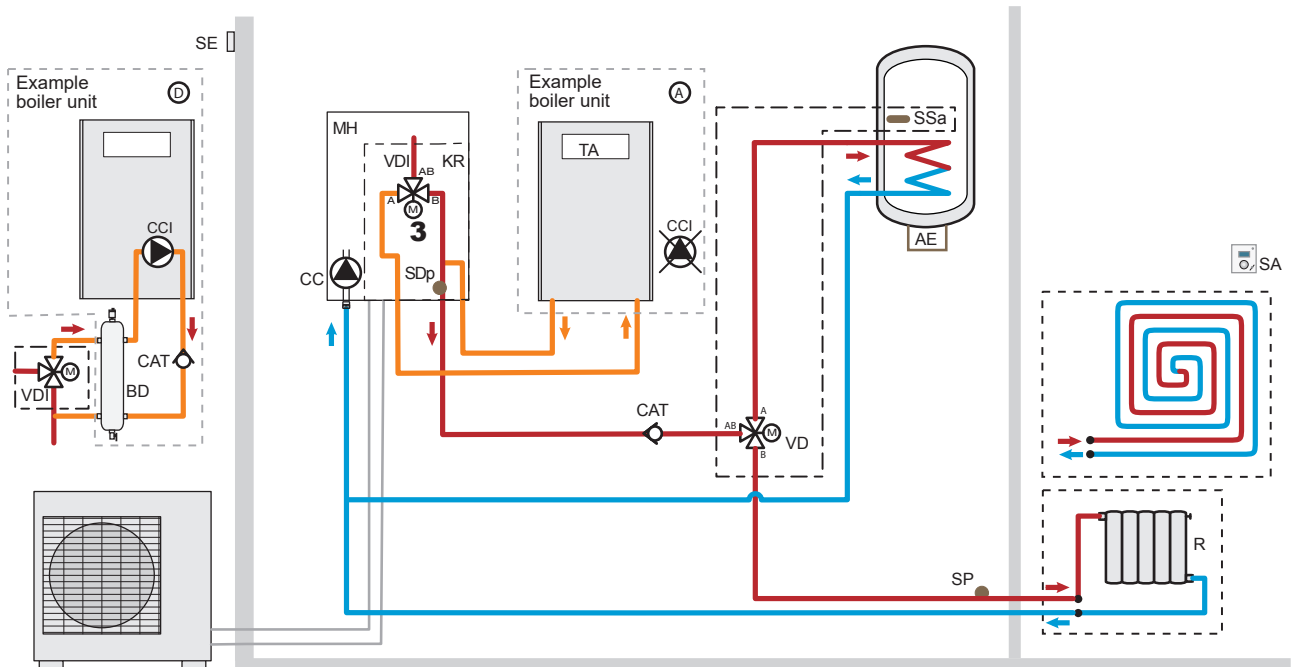 SE
Example
boiler unit
D
CCI
CAT
BD
VDI
M
MH
VDI
KR
AB
A
B
M
3
SDp
CC
Example
boiler unit
A
TA
CCI
SSa
AE
SA
CAT
A
AB
M
VD
B
SP
R